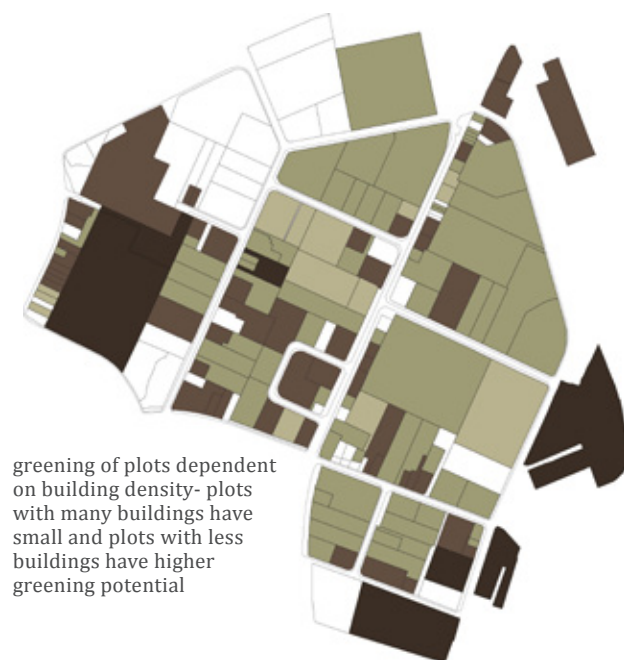 greening of plots dependent
on building density- plots
with many buildings have
small and plots with less
buildings have higher
greening potential